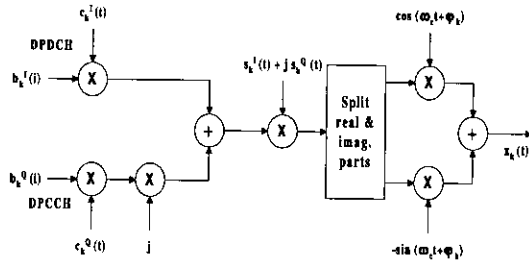 c_k^I(t)
cos (ω_c t+φ_k)
DPDCH
b_k^I(i)
X
s_k^I(t) + j s_k^Q(t)
X
+
X
Split
real &
imag.
parts
+
x_k(t)
b_k^Q(i)
X
X
X
DPCCH
c_k^Q(t)
j
-sin (ω_c t+φ_k)